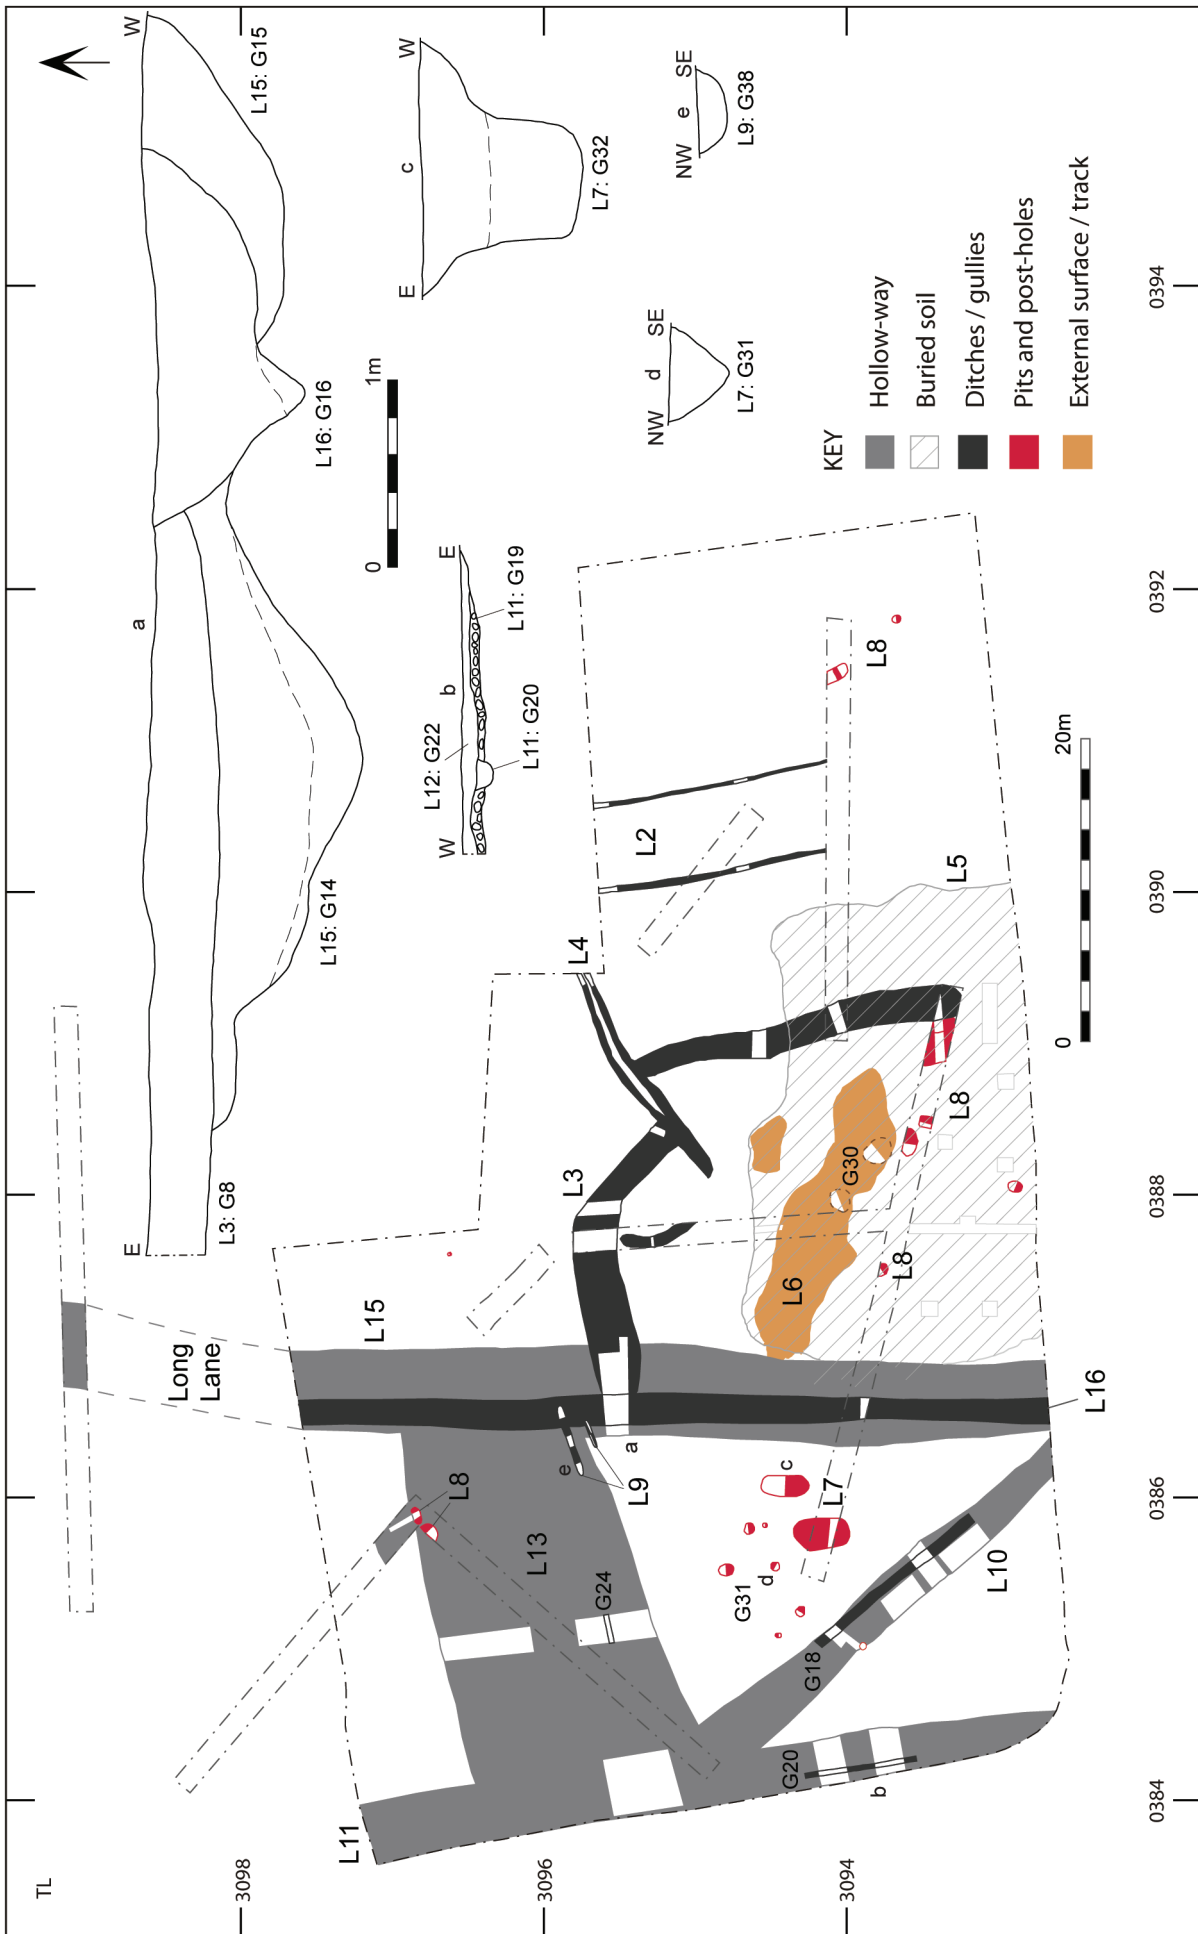 TL
W
L15: G15
a
L16: G16
L15: G14
E
L3: G8
W
c
E
L7: G32
NW e SE
L9: G38
0
1m
NW d SE
L7: G31
W
b
E
L12: G22
L11: G19
L11: G20
KEY
Hollow-way
Buried soil
Ditches / gullies
Pits and post-holes
External surface / track
0
20m
Long
Lane
L15
L3
L4
L2
L8
L5
L6
G30
L8
L8
L16
L8
L13
G24
e
a
L9
c
L7
G31
d
L10
G18
G20
b
L11
3098
3096
3094
0384
0386
0388
0390
0392
0394